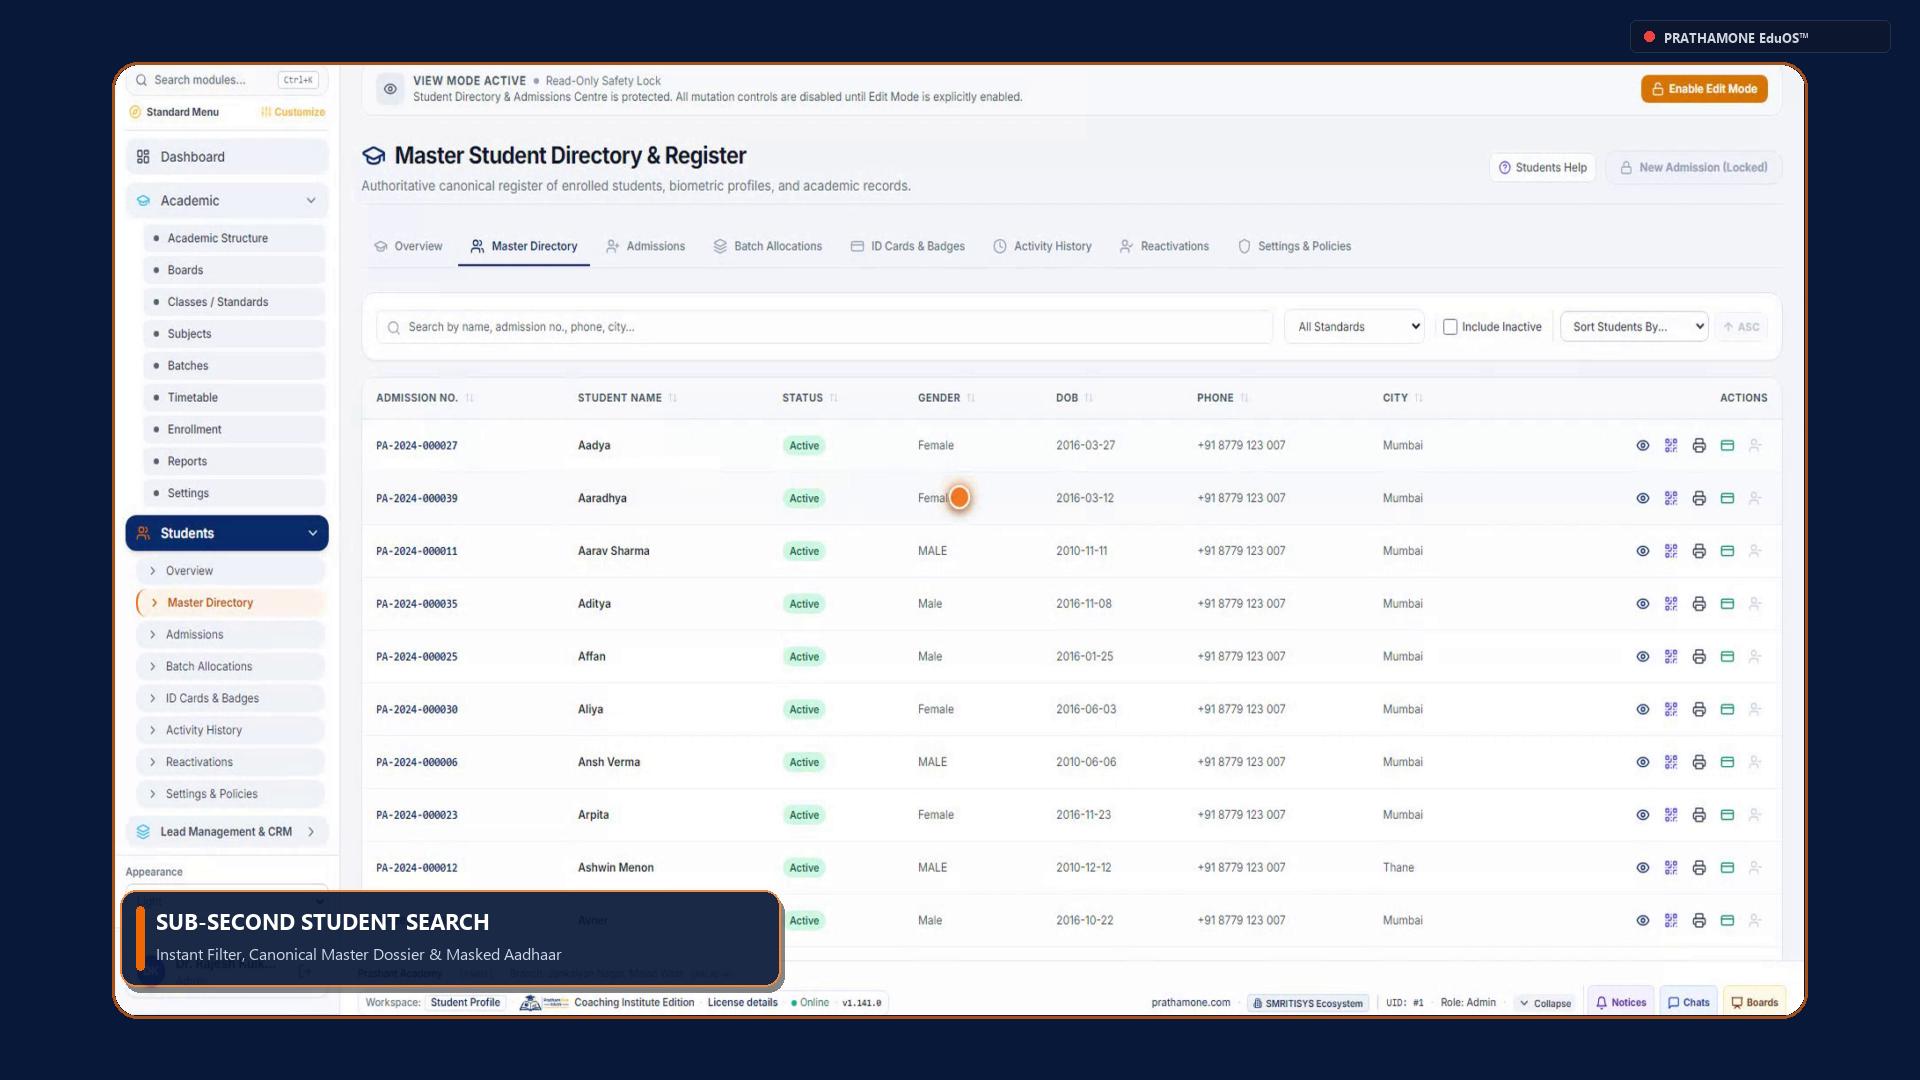 PRATHAMONE EduOS™
Search modules... Ctrl+K
Standard Menu Customize
Dashboard
Academic
Academic Structure
Boards
Classes / Standards
Subjects
Batches
Timetable
Enrollment
Reports
Settings
Students
Overview
Master Directory
Admissions
Batch Allocations
ID Cards & Badges
Activity History
Reactivations
Settings & Policies
Lead Management & CRM
Appearance
VIEW MODE ACTIVE Read-Only Safety Lock
Student Directory & Admissions Centre is protected. All mutation controls are disabled until Edit Mode is explicitly enabled.
Enable Edit Mode
Master Student Directory & Register
Authoritative canonical register of enrolled students, biometric profiles, and academic records.
Students Help New Admission (Locked)
Overview Master Directory Admissions Batch Allocations ID Cards & Badges Activity History Reactivations Settings & Policies
Search by name, admission no., phone, city... All Standards Include Inactive Sort Students By... ASC
ADMISSION NO. STUDENT NAME STATUS GENDER DOB PHONE CITY ACTIONS
PA-2024-000027 Aadya Active Female 2016-03-27 +91 8779 123 007 Mumbai
PA-2024-000039 Aaradhya Active Femal 2016-03-12 +91 8779 123 007 Mumbai
PA-2024-000011 Aarav Sharma Active MALE 2010-11-11 +91 8779 123 007 Mumbai
PA-2024-000035 Aditya Active Male 2016-11-08 +91 8779 123 007 Mumbai
PA-2024-000025 Affan Active Male 2016-01-25 +91 8779 123 007 Mumbai
PA-2024-000030 Aliya Active Female 2016-06-03 +91 8779 123 007 Mumbai
PA-2024-000006 Ansh Verma Active MALE 2010-06-06 +91 8779 123 007 Mumbai
PA-2024-000023 Arpita Active Female 2016-11-23 +91 8779 123 007 Mumbai
PA-2024-000012 Ashwin Menon Active MALE 2010-12-12 +91 8779 123 007 Thane
Avner Active Male 2016-10-22 +91 8779 123 007 Mumbai
SUB-SECOND STUDENT SEARCH
Instant Filter, Canonical Master Dossier & Masked Aadhaar
Workspace: Student Profile Coaching Institute Edition License details Online v1.141.0
prathamone.com SMRITISYS Ecosystem UID: #1 Role: Admin Collapse Notices Chats Boards